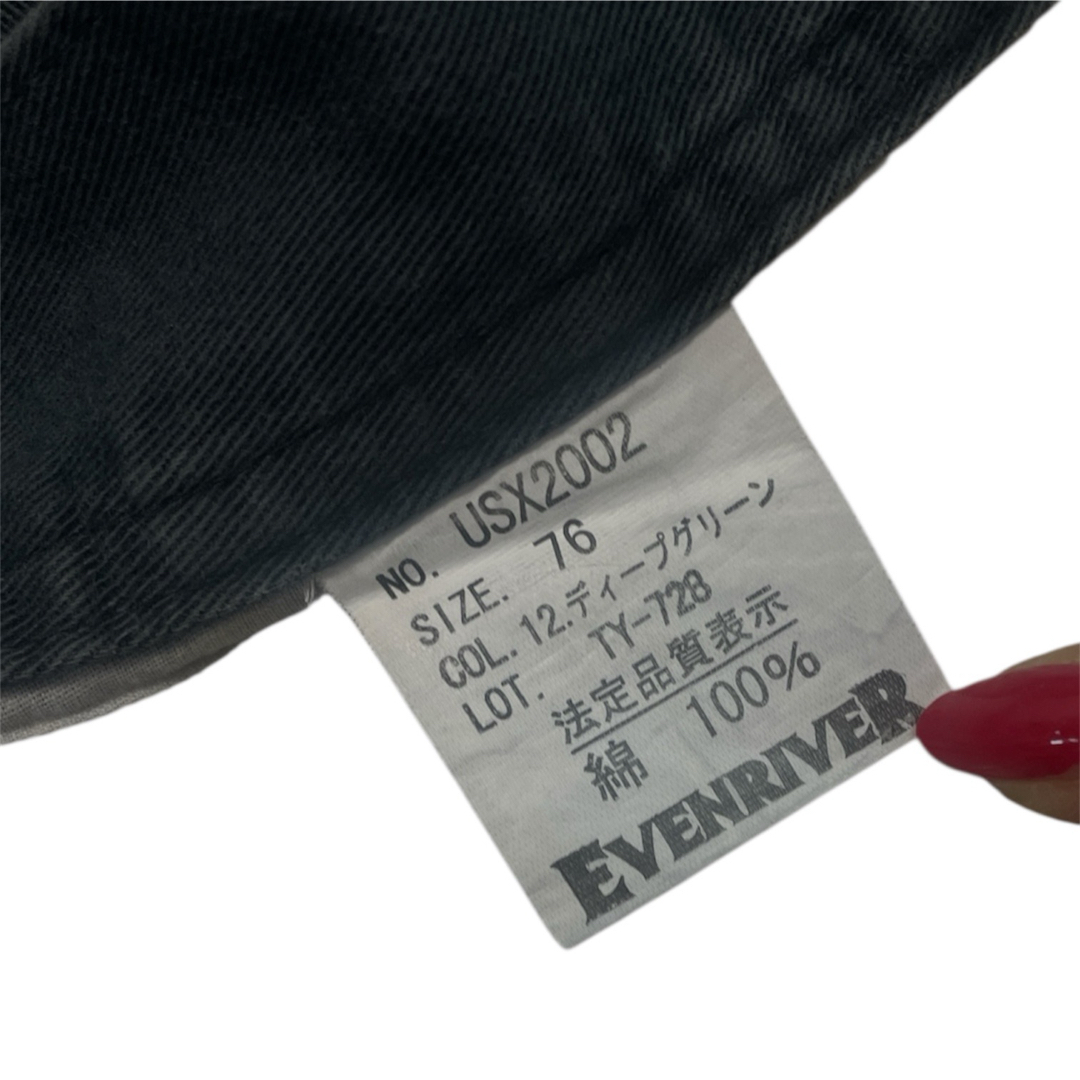 NO. USX2002
SIZE. 76
COL. 12.ディープグリーン
LOT. TY-728
法定品質表示
綿 100%
EVENRIVER